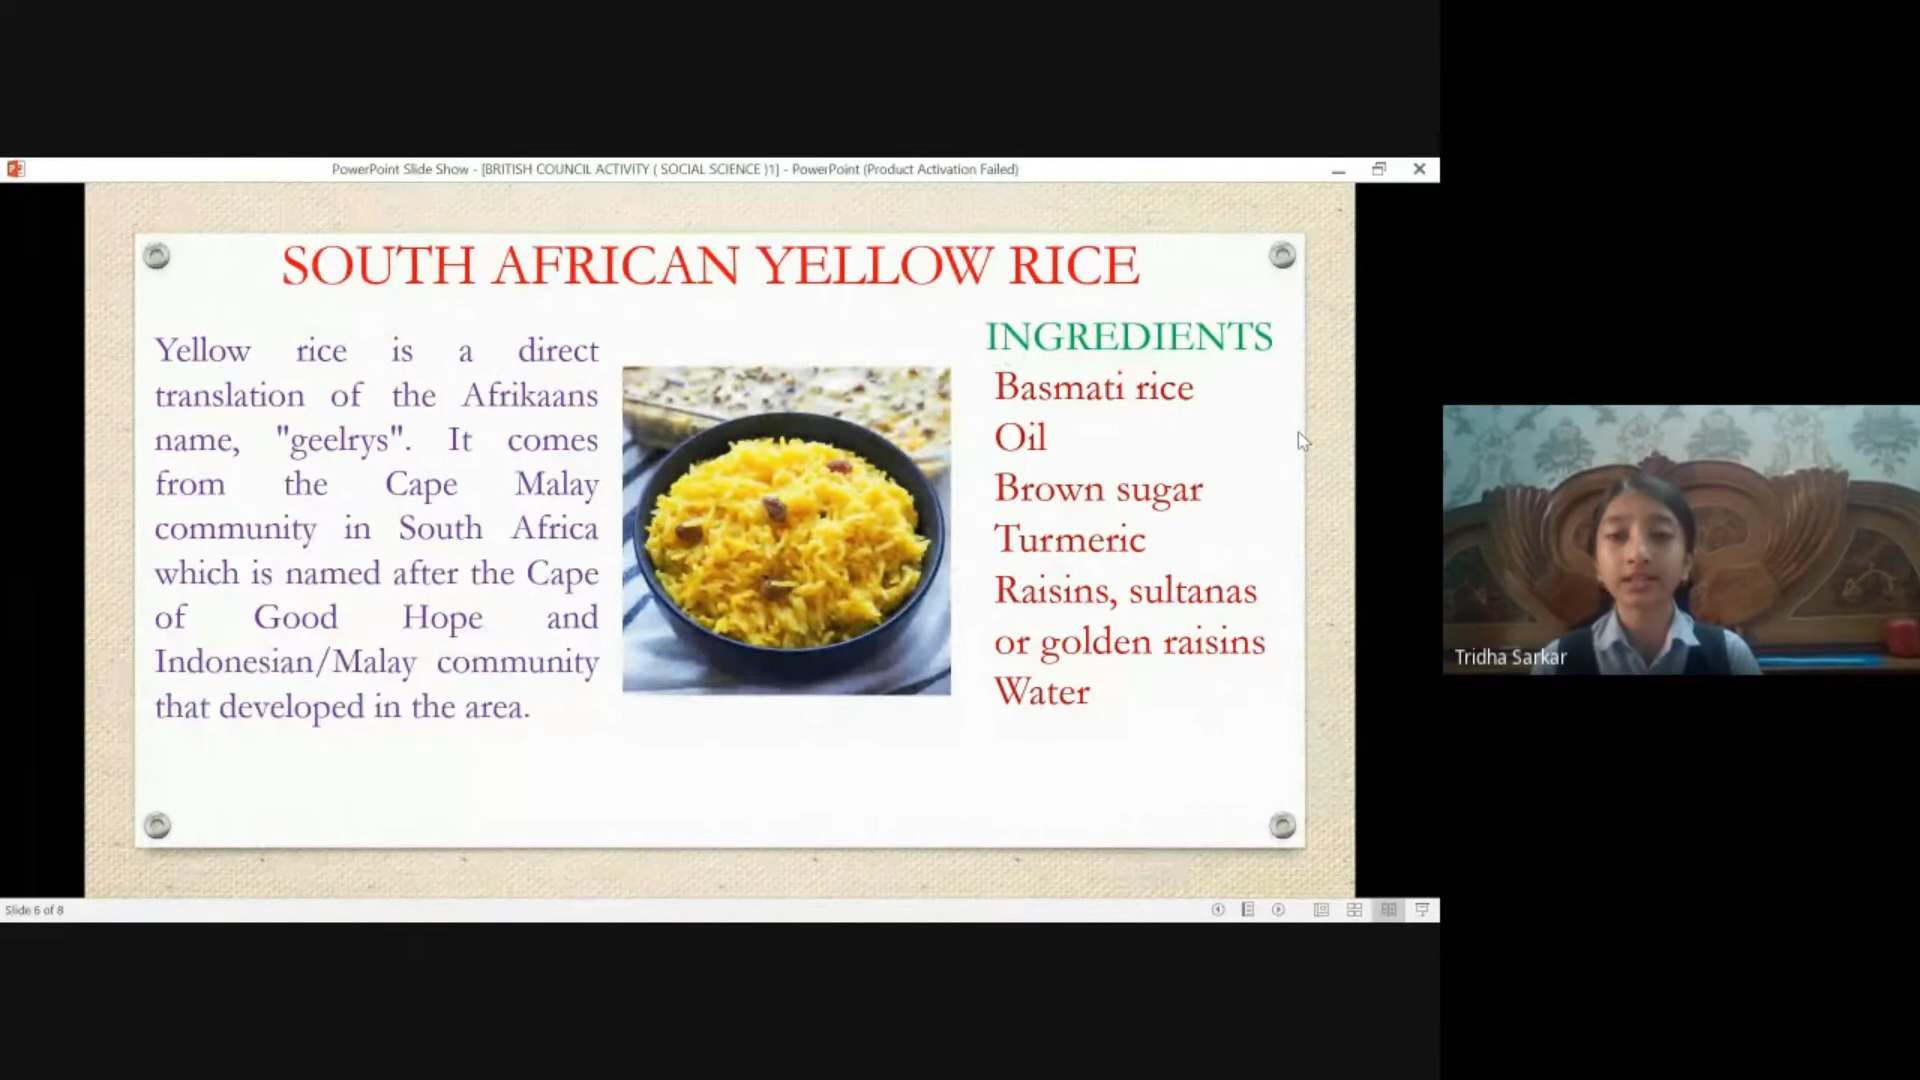 PowerPoint Slide Show - [BRITISH COUNCIL ACTIVITY ( SOCIAL SCIENCE )1] - PowerPoint (Product Activation Failed)
SOUTH AFRICAN YELLOW RICE
Yellow rice is a direct
translation of the Afrikaans
name, "geelrys". It comes
from the Cape Malay
community in South Africa
which is named after the Cape
of Good Hope and
Indonesian/Malay community
that developed in the area.
INGREDIENTS
Basmati rice
Oil
Brown sugar
Turmeric
Raisins, sultanas
or golden raisins
Water
Tridha Sarkar
Slide 6 of 8